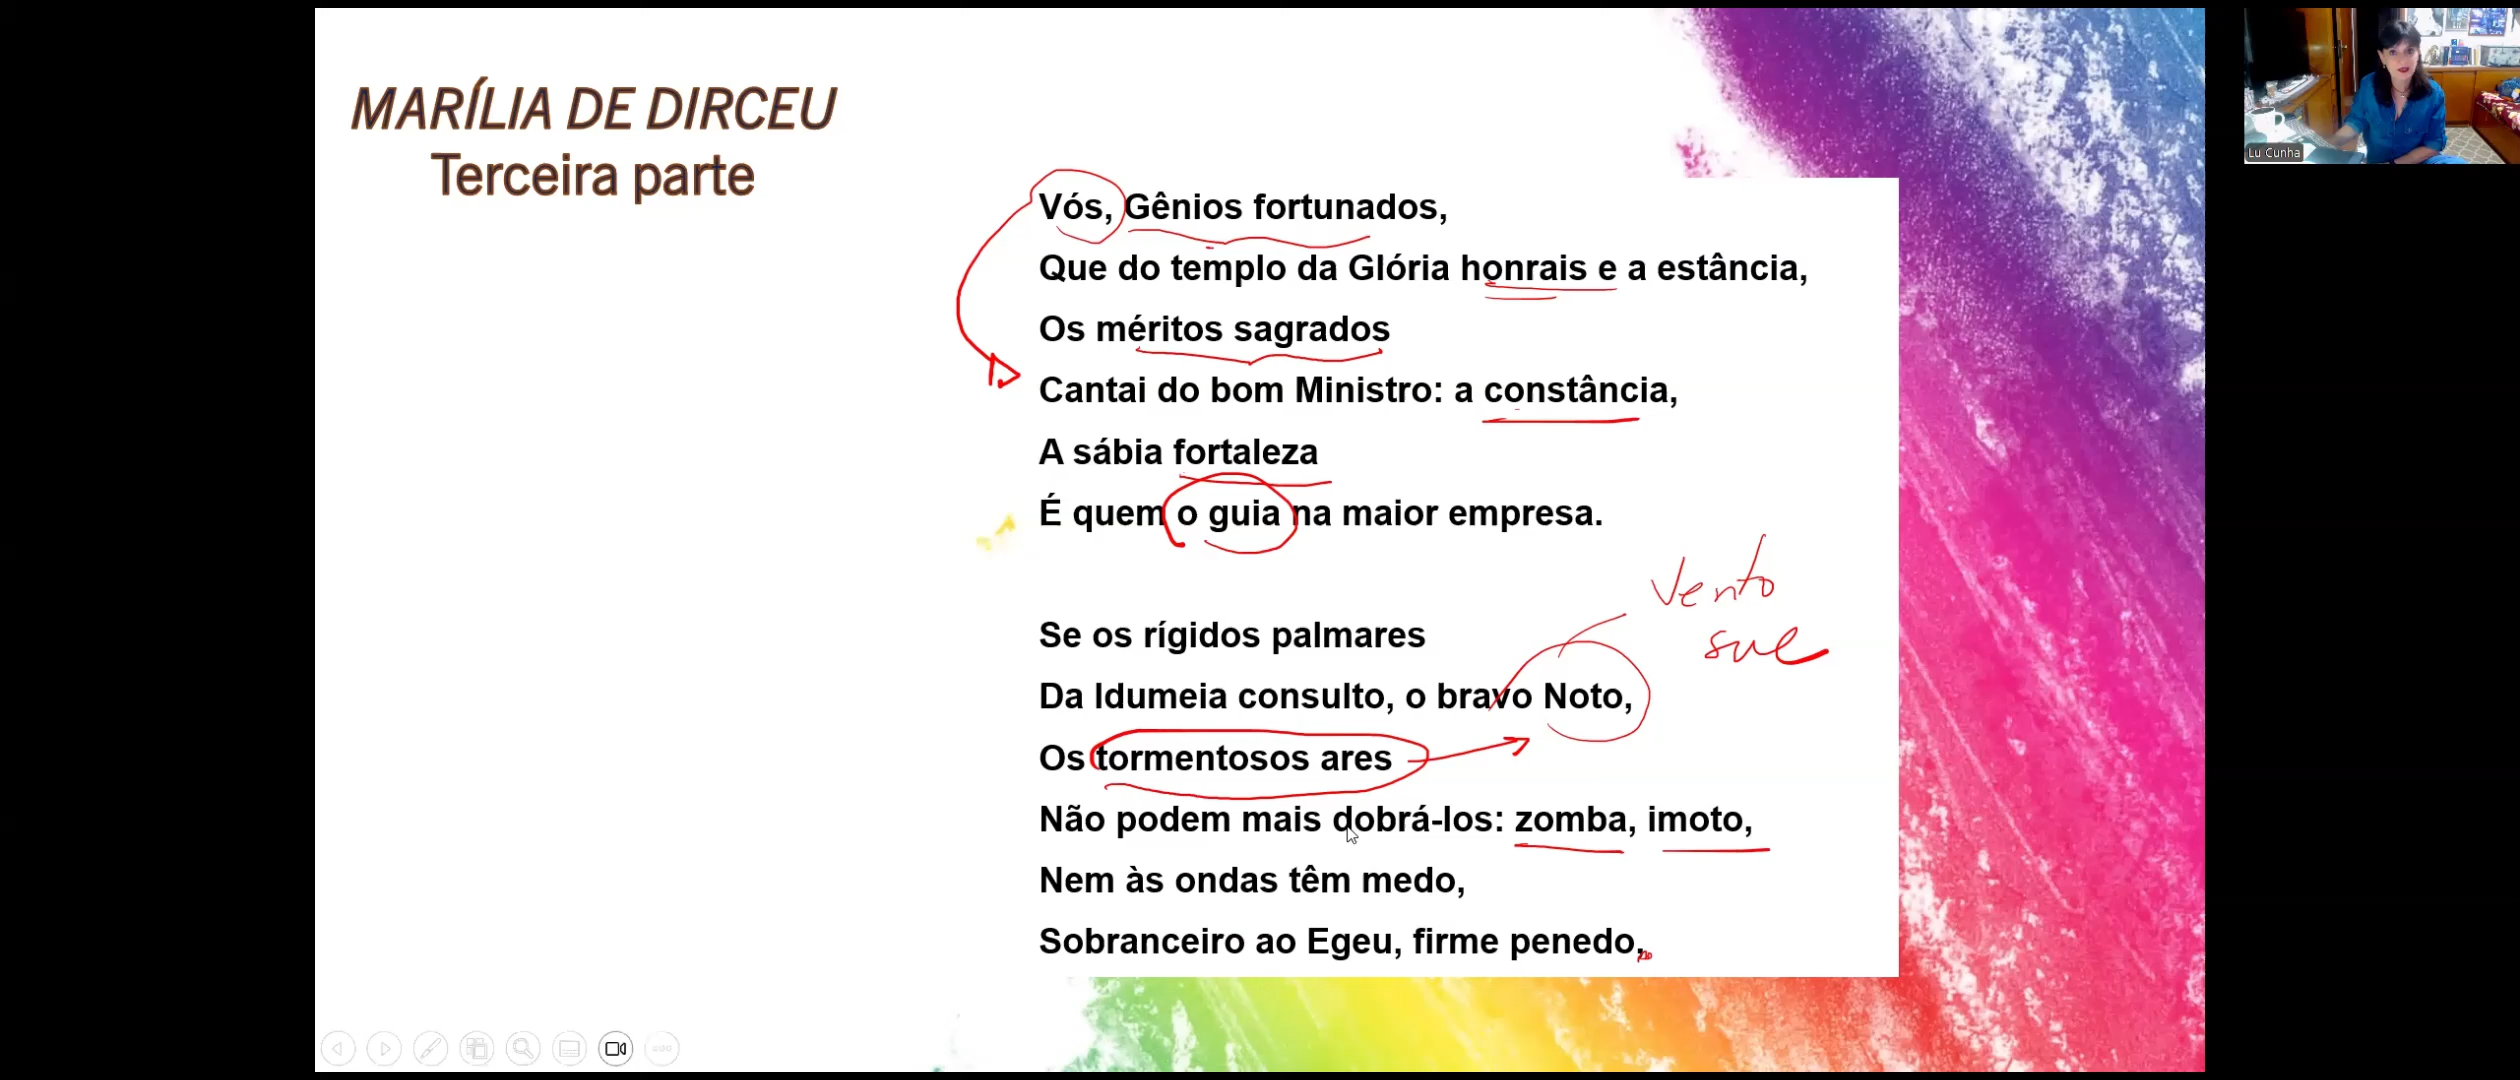 MARÍLIA DE DIRCEU
Terceira parte
Vós, Gênios fortunados,
Que do templo da Glória honrais e a estância,
Os méritos sagrados
Cantai do bom Ministro: a constância,
A sábia fortaleza
É quem o guia na maior empresa.
Vento
sul
Se os rígidos palmares
Da Idumeia consulto, o bravo Noto,
Os tormentosos ares
Não podem mais dobrá-los: zomba, imoto,
Nem às ondas têm medo,
Sobranceiro ao Egeu, firme penedo,
Lu Cunha